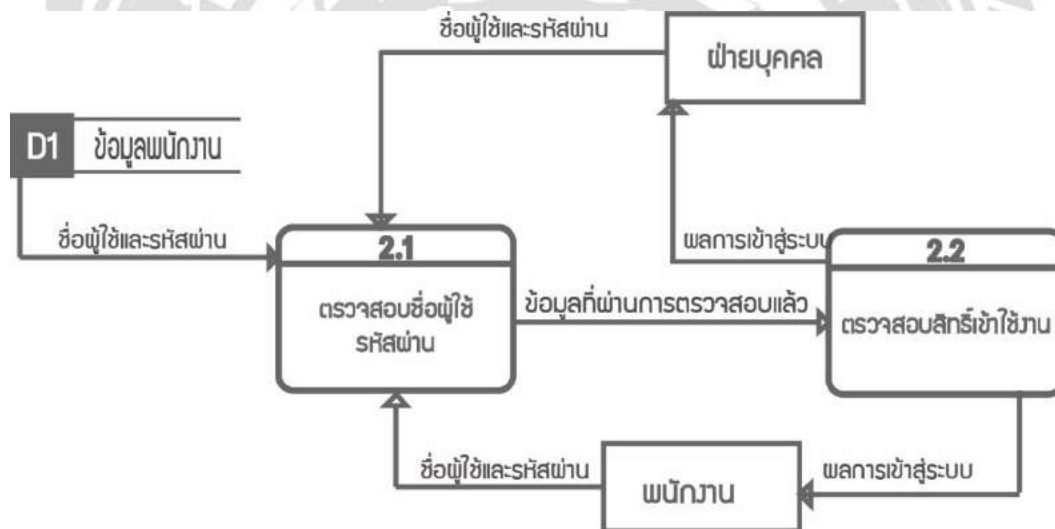 ชื่อผู้ใช้และรหัสผ่าน
ฝ่ายบุคคล
D1 ข้อมูลพนักงาน
ชื่อผู้ใช้และรหัสผ่าน
2.1
ตรวจสอบชื่อผู้ใช้
รหัสผ่าน
ข้อมูลที่ผ่านการตรวจสอบแล้ว
ผลการเข้าสู่ระบบ
2.2
ตรวจสอบสิทธิ์เข้าใช้งาน
ชื่อผู้ใช้และรหัสผ่าน
พนักงาน
ผลการเข้าสู่ระบบ